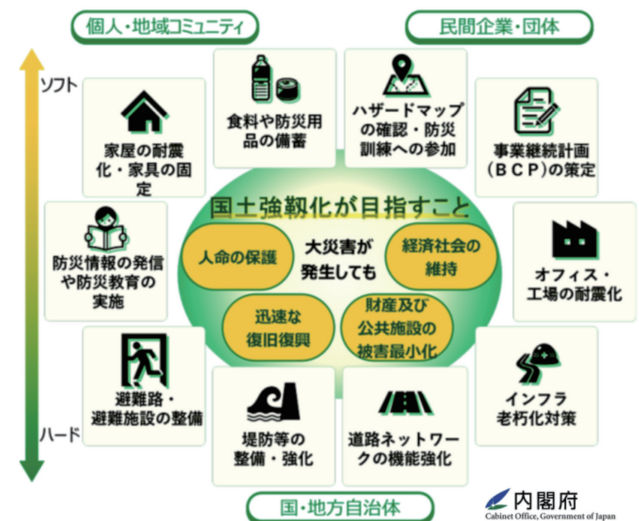 個人・地域コミュニティ
民間企業・団体
ソフト
食料や防災用
品の備蓄
ハザードマップ
の確認・防災
訓練への参加
家屋の耐震
化・家具の固
定
事業継続計画
（ＢＣＰ）の策定
国土強靱化が目指すこと
人命の保護
大災害が
発生しても
経済社会の
維持
防災情報の発信
や防災教育の
実施
オフィス・
工場の耐震化
迅速な
復旧復興
財産及び
公共施設の
被害最小化
避難路・
避難施設の整備
インフラ
老朽化対策
ハード
堤防等の
整備・強化
道路ネットワー
クの機能強化
国・地方自治体
内閣府
Cabinet Office, Government of Japan